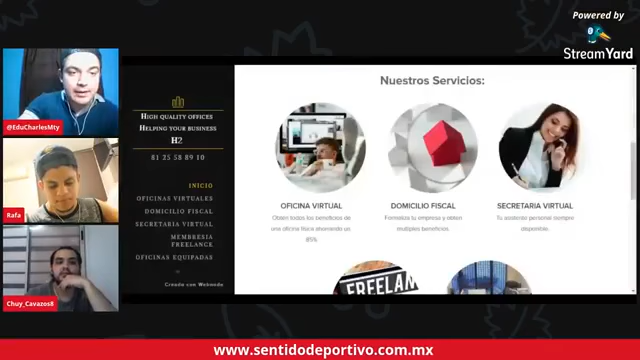 Powered by
StreamYard
@EduCharlesMty
Rafa
Chuy_Cavazos8
HIGH QUALITY OFFICES
HELPING YOUR BUSINESS
H2
81 25 58 89 10
INICIO
OFICINAS VIRTUALES
DOMICILIO FISCAL
SECRETARIA VIRTUAL
MEMBRESIA
FREELANCE
OFICINAS EQUIPADAS
Creado con Webnode
Nuestros Servicios:
OFICINA VIRTUAL
Obtén todos los beneficios de
una oficina física ahorrando un
85%
DOMICILIO FISCAL
Formaliza tu empresa y obtén
múltiples beneficios.
SECRETARIA VIRTUAL
Tu asistente personal siempre
disponible.
FREELAN
www.sentidodeportivo.com.mx